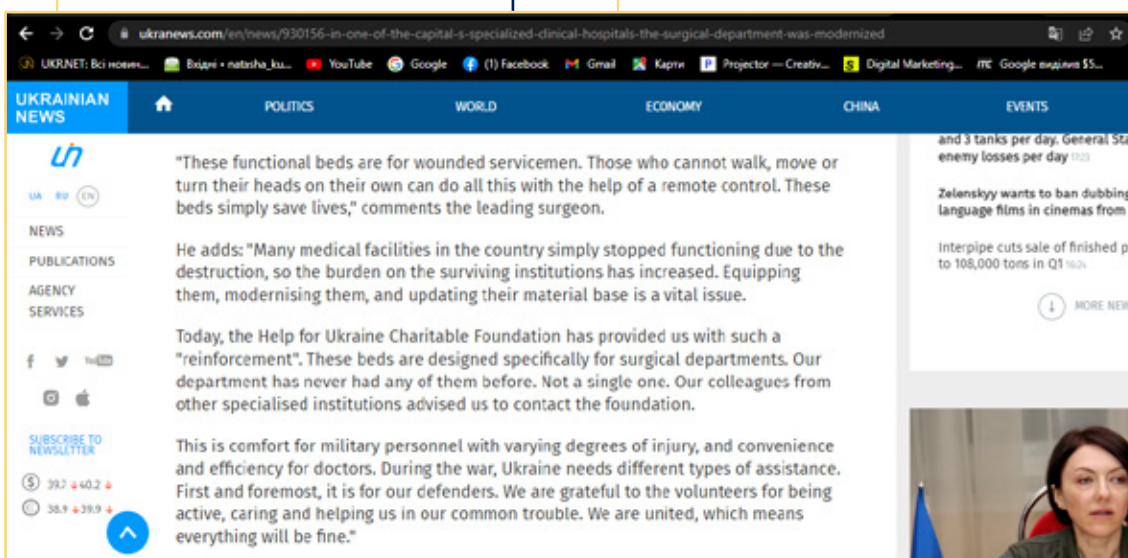 ukranews.com/en/news/930156-in-one-of-the-capital-s-specialized-clinical-hospitals-the-surgical-department-was-modernized
UKR.NET: Всі новин...
Вхідні • natasha_ku...
YouTube
Google
(1) Facebook
Gmail
Карти
Projector — Creativ...
Digital Marketing...
Google виділив $5...
UKRAINIAN
NEWS
POLITICS
WORLD
ECONOMY
CHINA
EVENTS
UA RU EN
NEWS
PUBLICATIONS
AGENCY
SERVICES
SUBSCRIBE TO
NEWSLETTER
39.7 40.2
38.9 39.9
"These functional beds are for wounded servicemen. Those who cannot walk, move or
turn their heads on their own can do all this with the help of a remote control. These
beds simply save lives," comments the leading surgeon.
He adds: "Many medical facilities in the country simply stopped functioning due to the
destruction, so the burden on the surviving institutions has increased. Equipping
them, modernising them, and updating their material base is a vital issue.
Today, the Help for Ukraine Charitable Foundation has provided us with such a
"reinforcement". These beds are designed specifically for surgical departments. Our
department has never had any of them before. Not a single one. Our colleagues from
other specialised institutions advised us to contact the foundation.
This is comfort for military personnel with varying degrees of injury, and convenience
and efficiency for doctors. During the war, Ukraine needs different types of assistance.
First and foremost, it is for our defenders. We are grateful to the volunteers for being
active, caring and helping us in our common trouble. We are united, which means
everything will be fine."
and 3 tanks per day. General Sta
enemy losses per day
Zelenskyy wants to ban dubbing
language films in cinemas from
Interpipe cuts sale of finished p
to 108,000 tons in Q1
MORE NEW